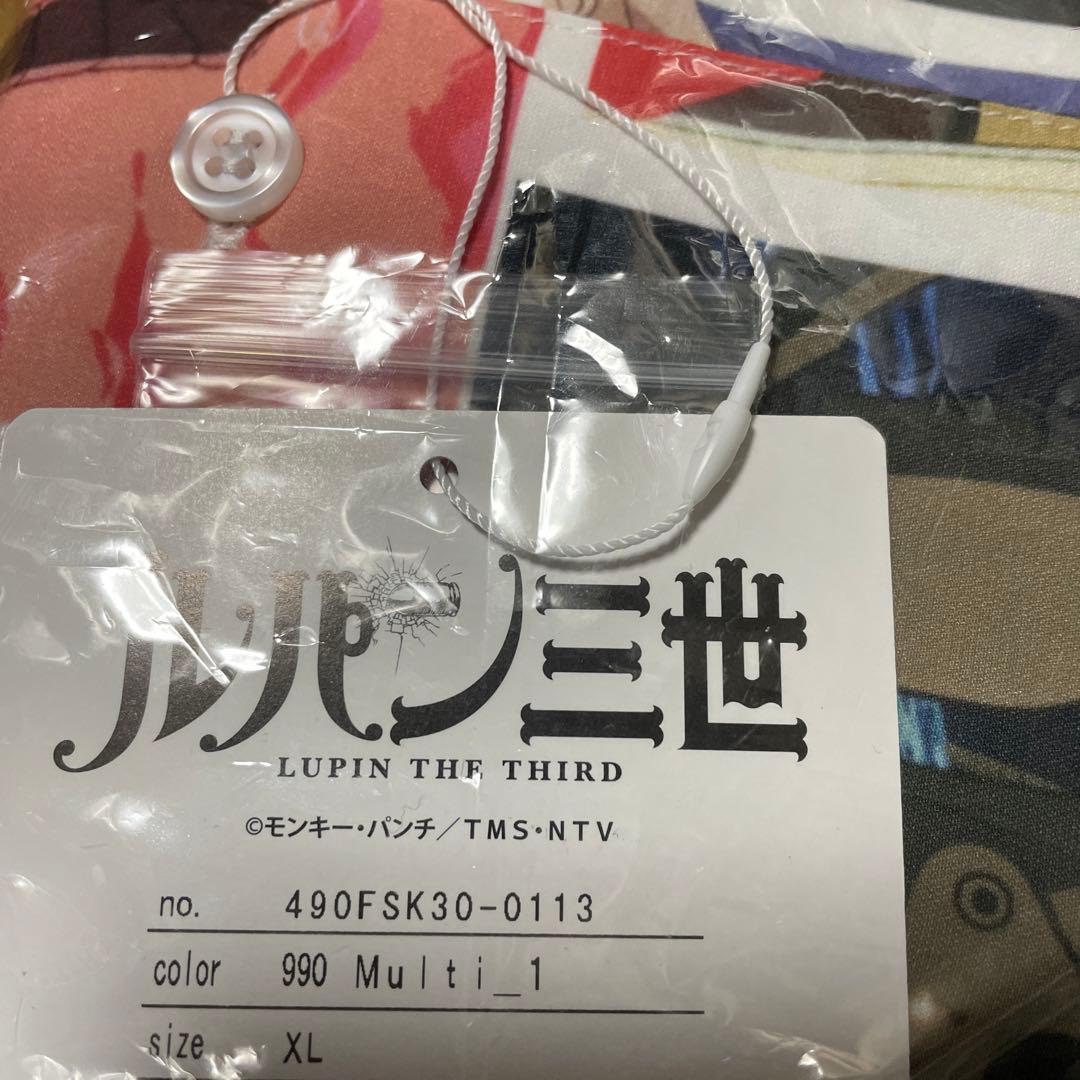 ルパン三世
LUPIN THE THIRD
©モンキー・パンチ／TMS・NTV
no. 490FSK30-0113
color 990 Multi_1
size XL